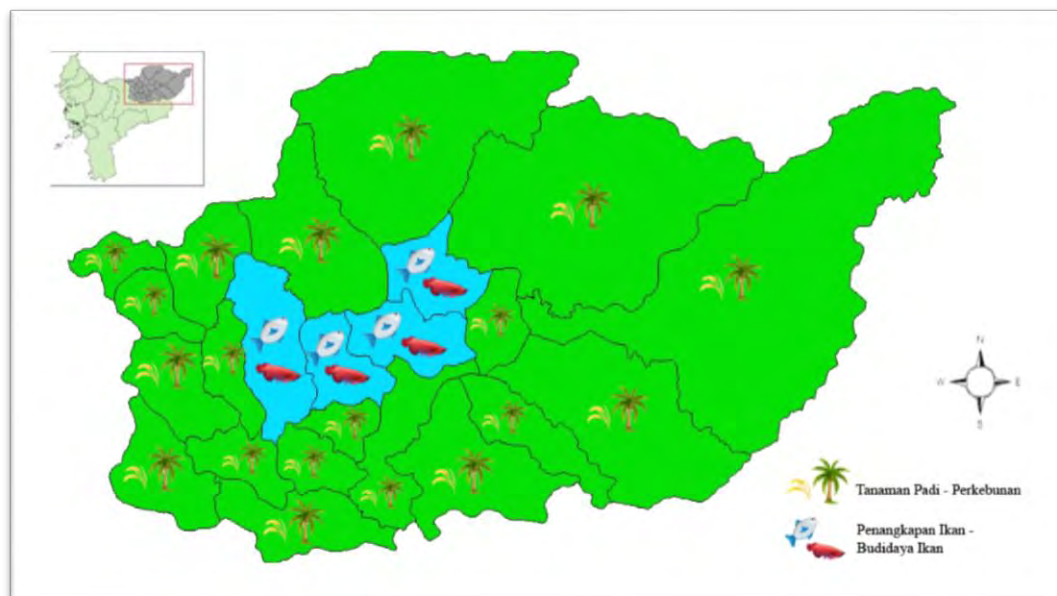 N
W E
S
Tanaman Padi - Perkebunan
Penangkapan Ikan -
Budidaya Ikan